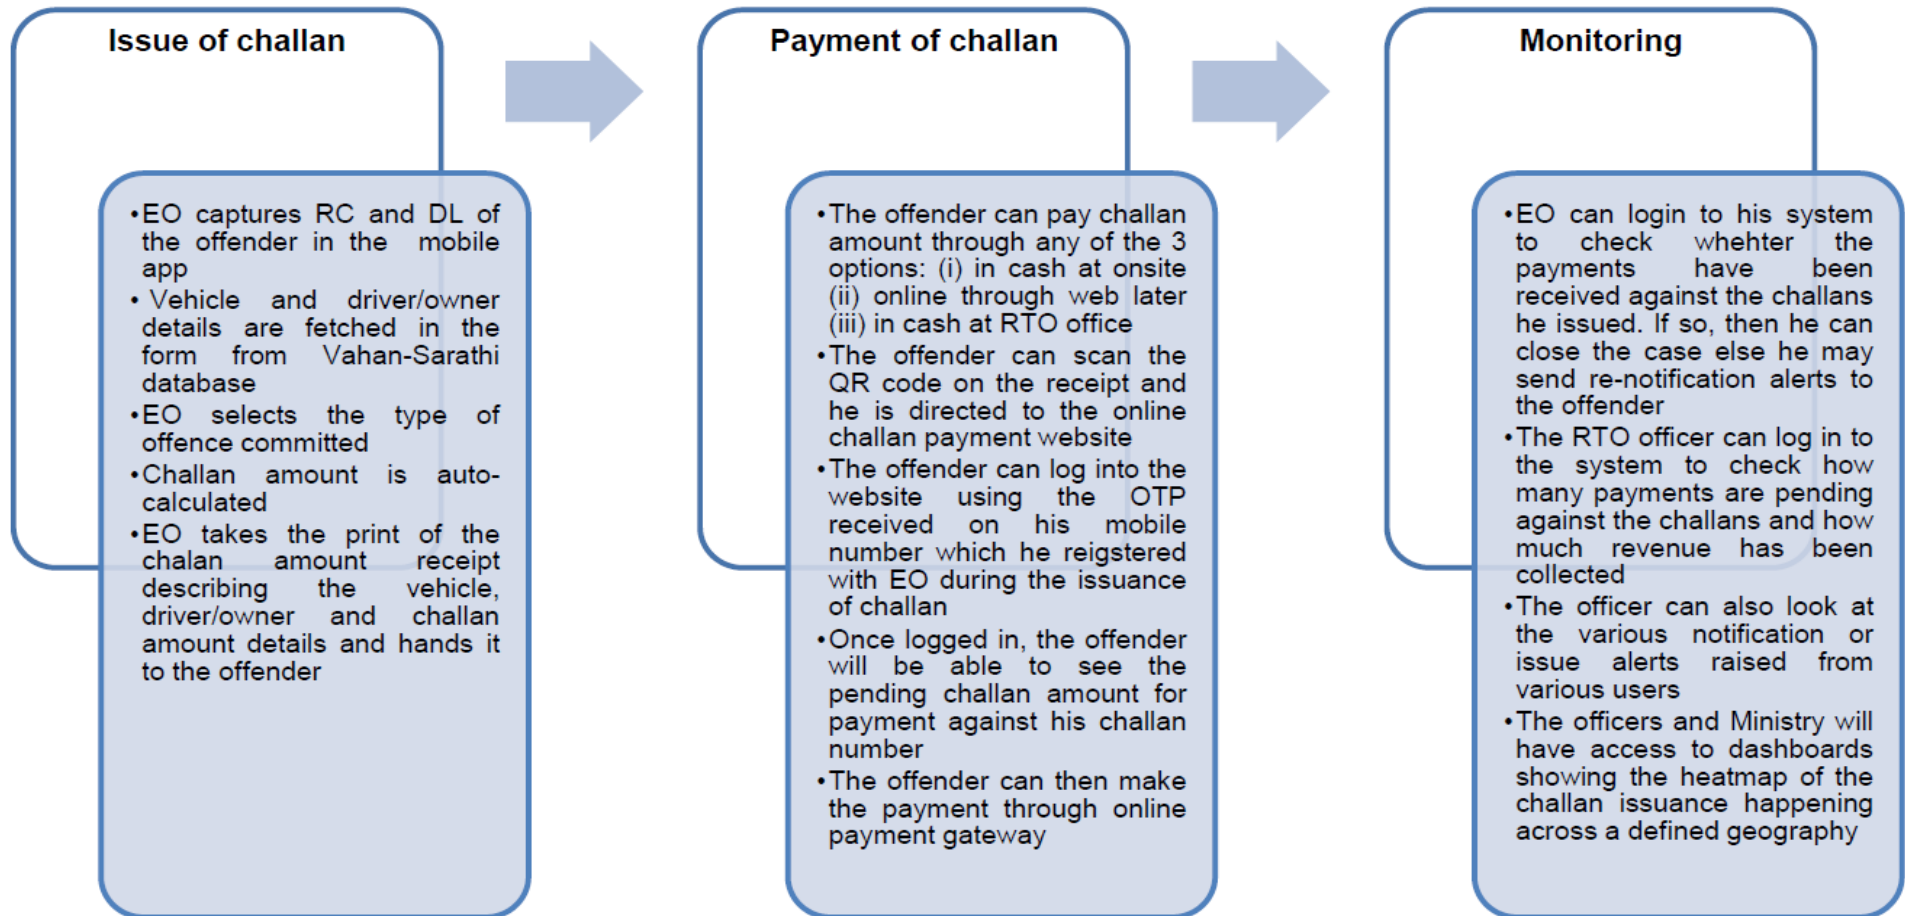 Issue of challan
•EO captures RC and DL of
the offender in the mobile
app
• Vehicle and driver/owner
details are fetched in the
form from Vahan-Sarathi
database
•EO selects the type of
offence committed
•Challan amount is auto-
calculated
•EO takes the print of the
chalan amount receipt
describing the vehicle,
driver/owner and challan
amount details and hands it
to the offender
Payment of challan
•The offender can pay challan
amount through any of the 3
options: (i) in cash at onsite
(ii) online through web later
(iii) in cash at RTO office
•The offender can scan the
QR code on the receipt and
he is directed to the online
challan payment website
•The offender can log into the
website using the OTP
received on his mobile
number which he reigstered
with EO during the issuance
of challan
•Once logged in, the offender
will be able to see the
pending challan amount for
payment against his challan
number
•The offender can then make
the payment through online
payment gateway
Monitoring
•EO can login to his system
to check whehter the
payments have been
received against the challans
he issued. If so, then he can
close the case else he may
send re-notification alerts to
the offender
•The RTO officer can log in to
the system to check how
many payments are pending
against the challans and how
much revenue has been
collected
•The officer can also look at
the various notification or
issue alerts raised from
various users
•The officers and Ministry will
have access to dashboards
showing the heatmap of the
challan issuance happening
across a defined geography